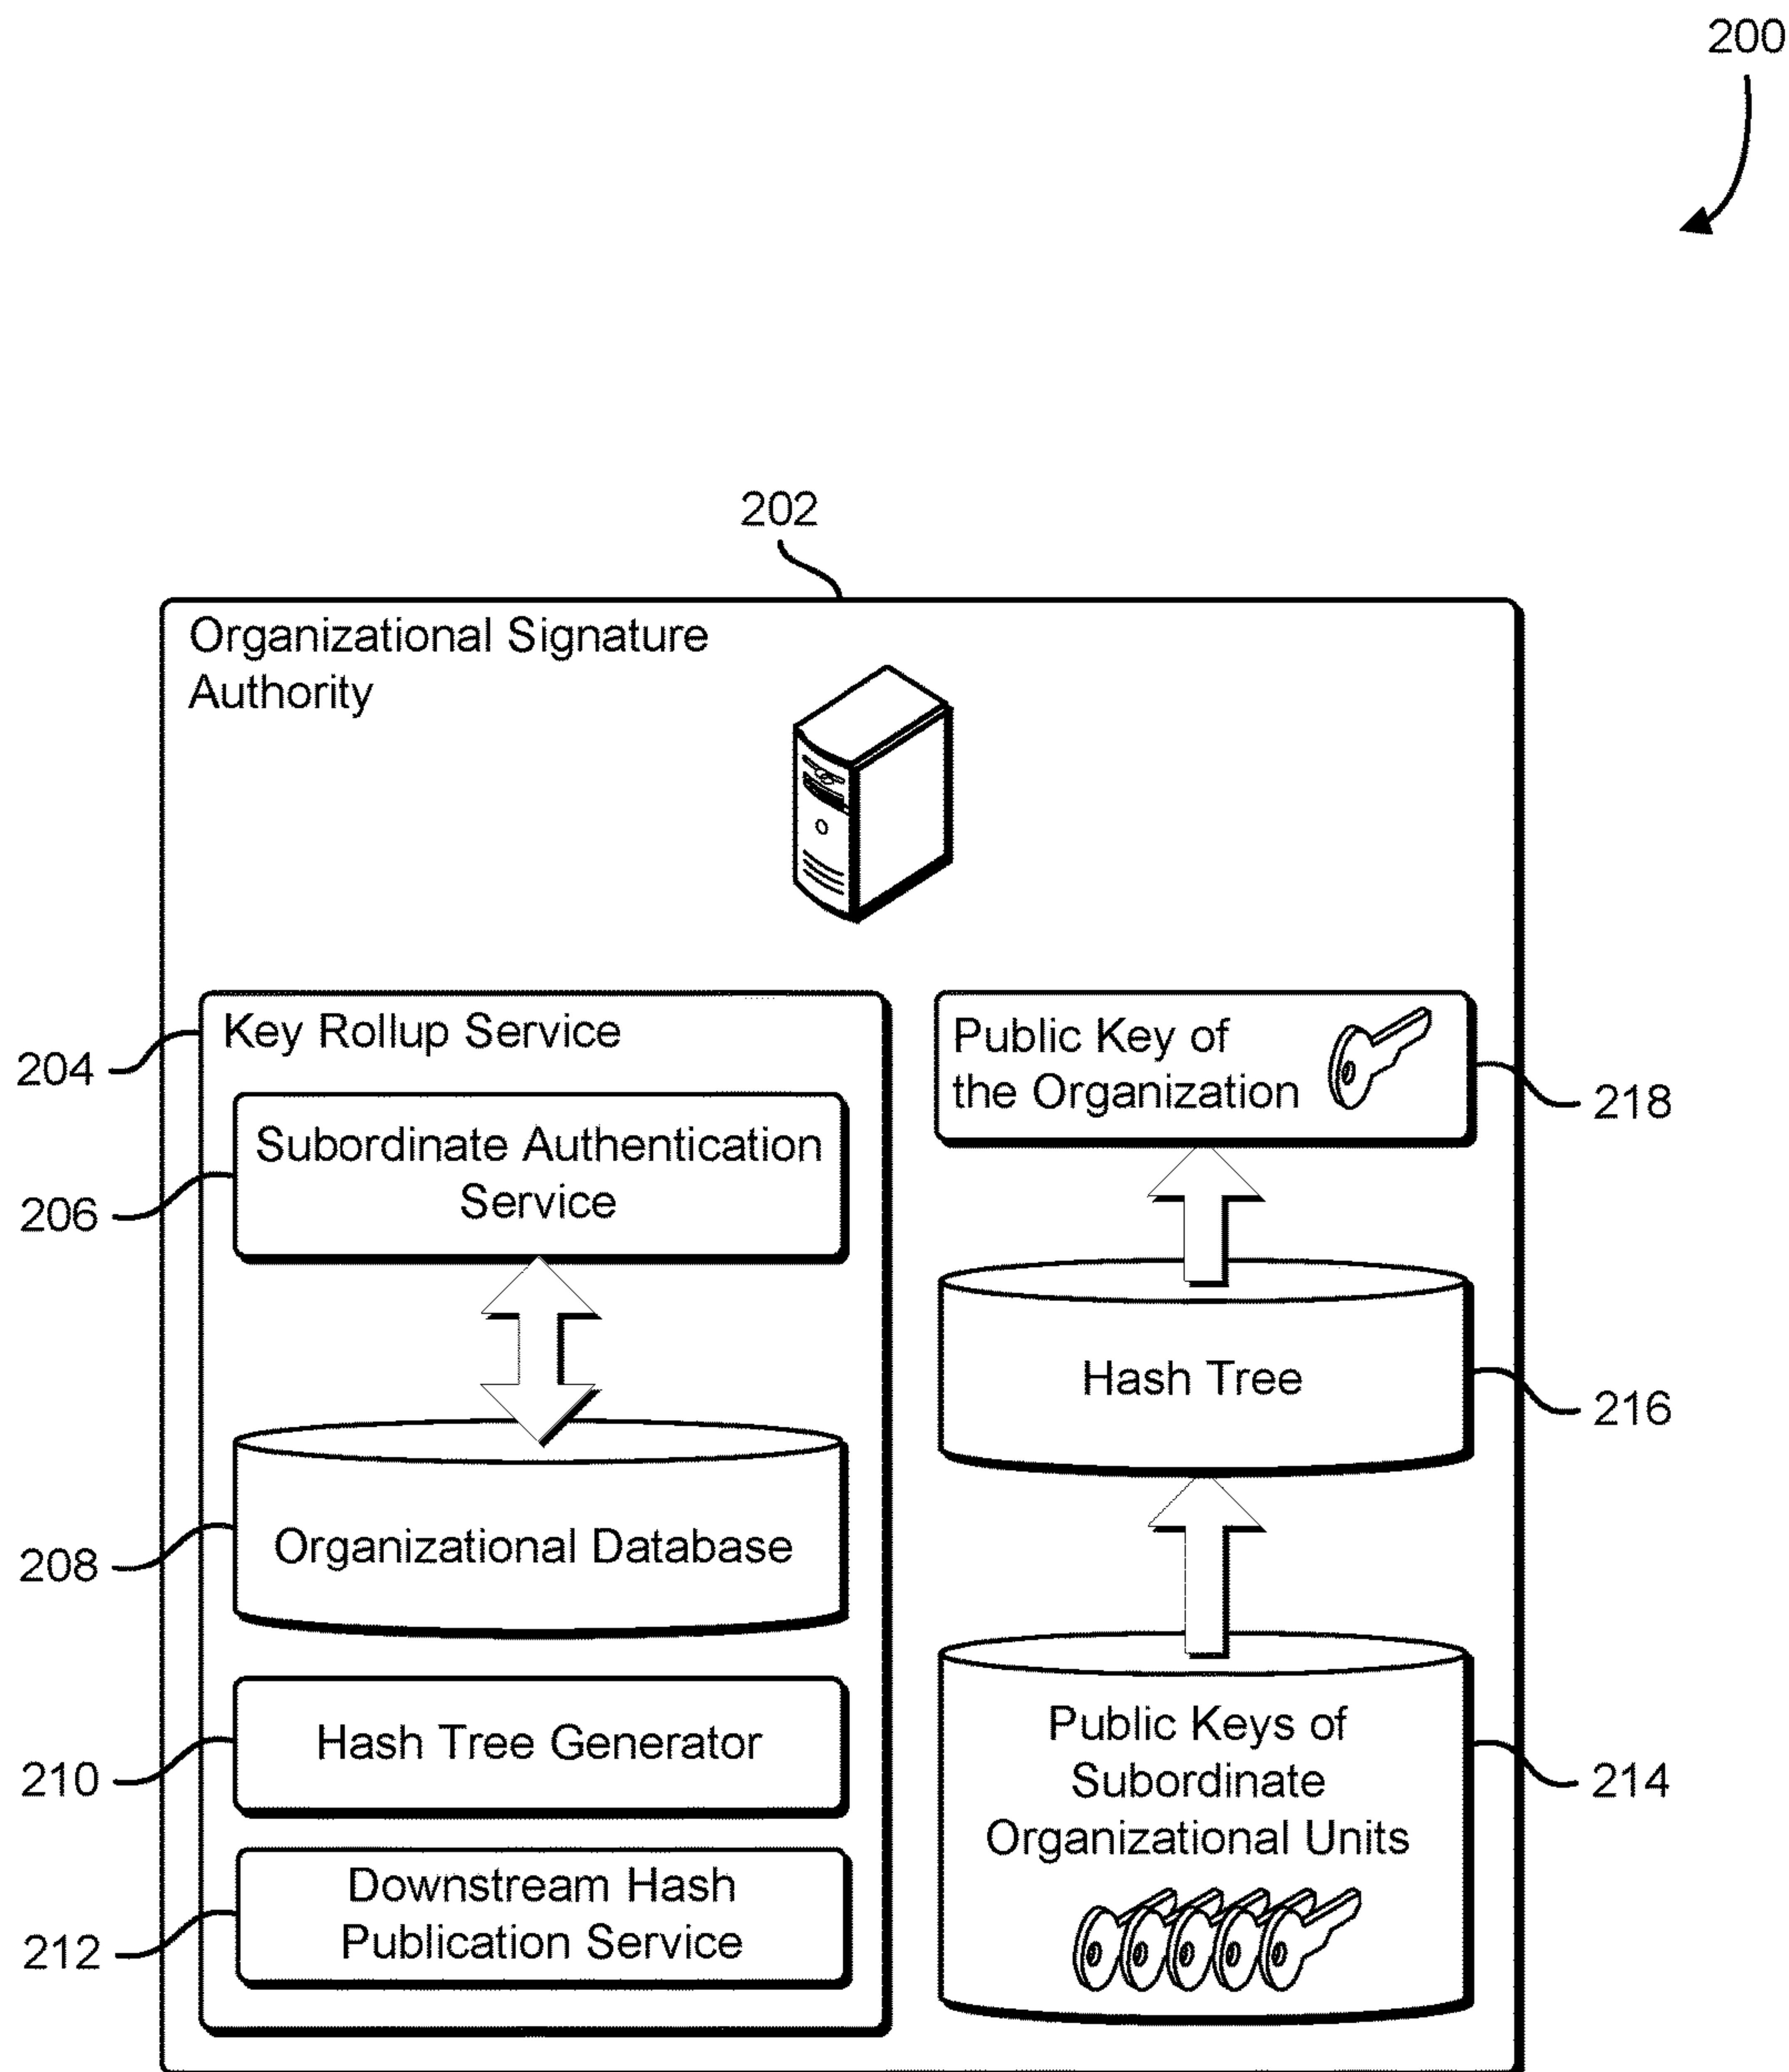 200
202
Organizational Signature
Authority
Key Rollup Service
204
Subordinate Authentication
Service
206
Organizational Database
208
Hash Tree Generator
210
Downstream Hash
Publication Service
212
Public Key of
the Organization
218
Hash Tree
216
Public Keys of
Subordinate
Organizational Units
214